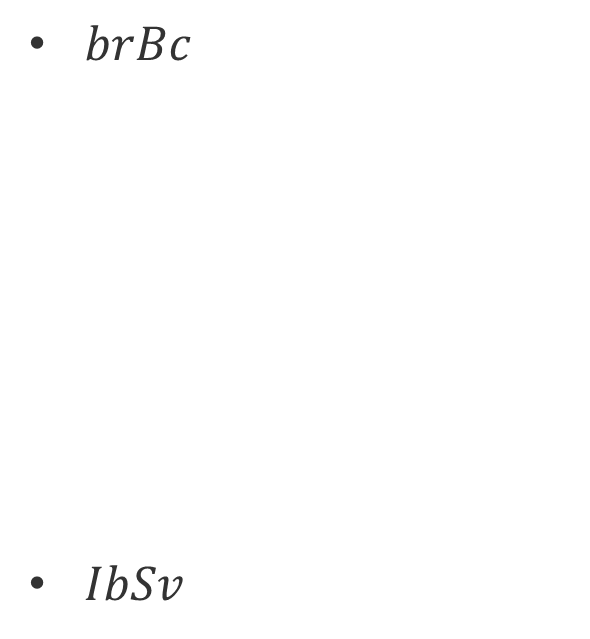 • brBc
• IbSv